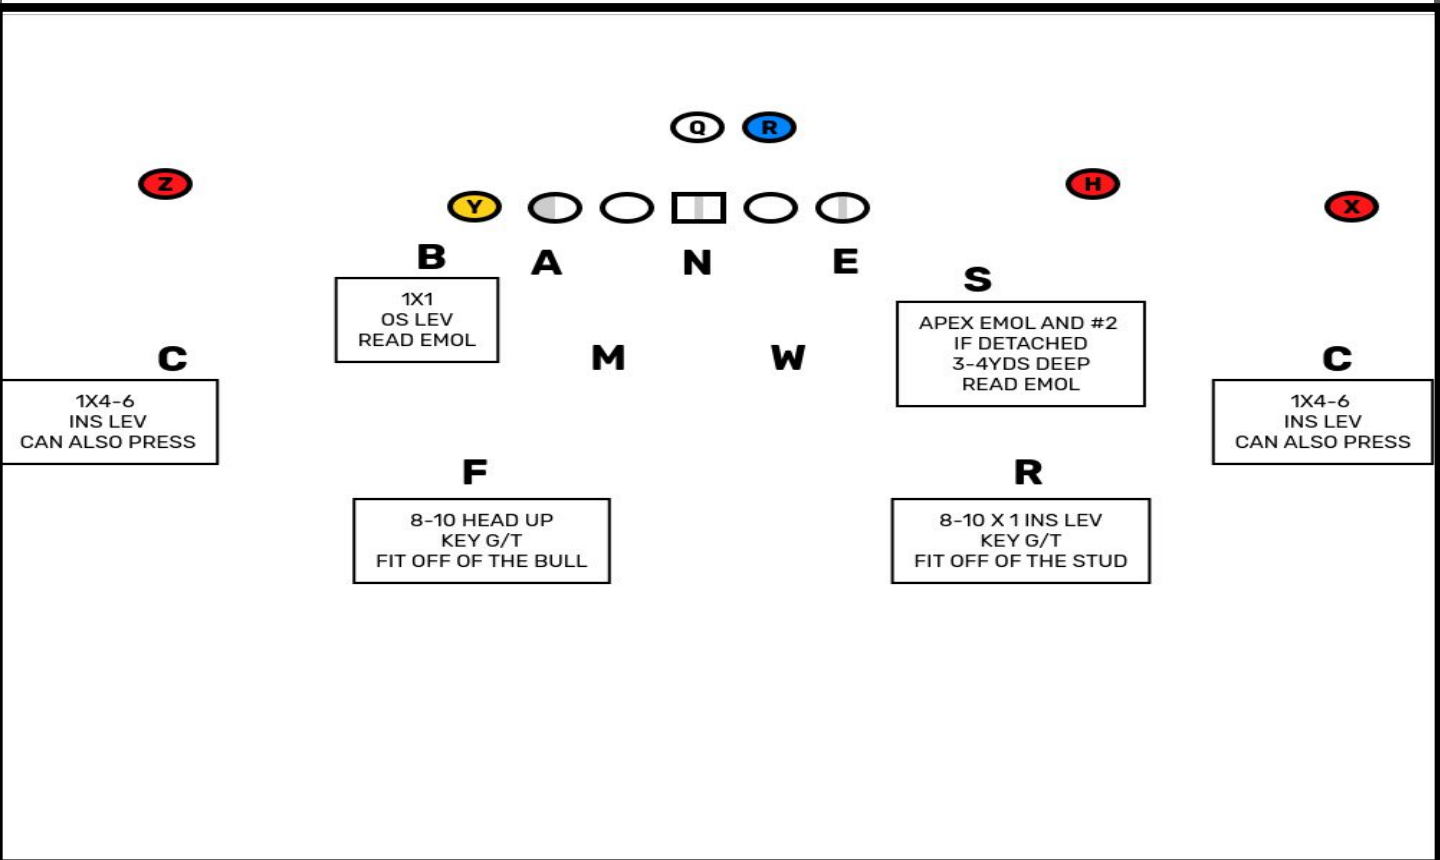 Q
R
Z
H
Y
X
B
A
N
E
S
1X1
OS LEV
READ EMOL
APEX EMOL AND #2
IF DETACHED
3-4YDS DEEP
READ EMOL
C
M
W
C
1X4-6
INS LEV
CAN ALSO PRESS
1X4-6
INS LEV
CAN ALSO PRESS
F
R
8-10 HEAD UP
KEY G/T
FIT OFF OF THE BULL
8-10 X 1 INS LEV
KEY G/T
FIT OFF OF THE STUD